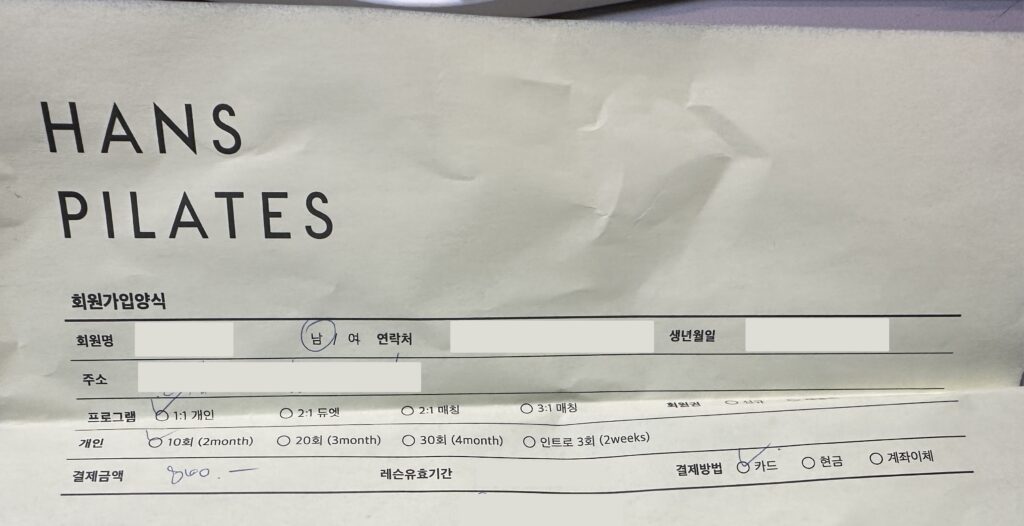 HANS
PILATES
회원가입양식
회원명 남 / 여 연락처 생년월일
주소
프로그램 1:1 개인 2:1 듀엣 2:1 매칭 3:1 매칭 회원권
개인 10회 (2month) 20회 (3month) 30회 (4month) 인트로 3회 (2weeks)
결제금액 레슨유효기간 결제방법 카드 현금 계좌이체